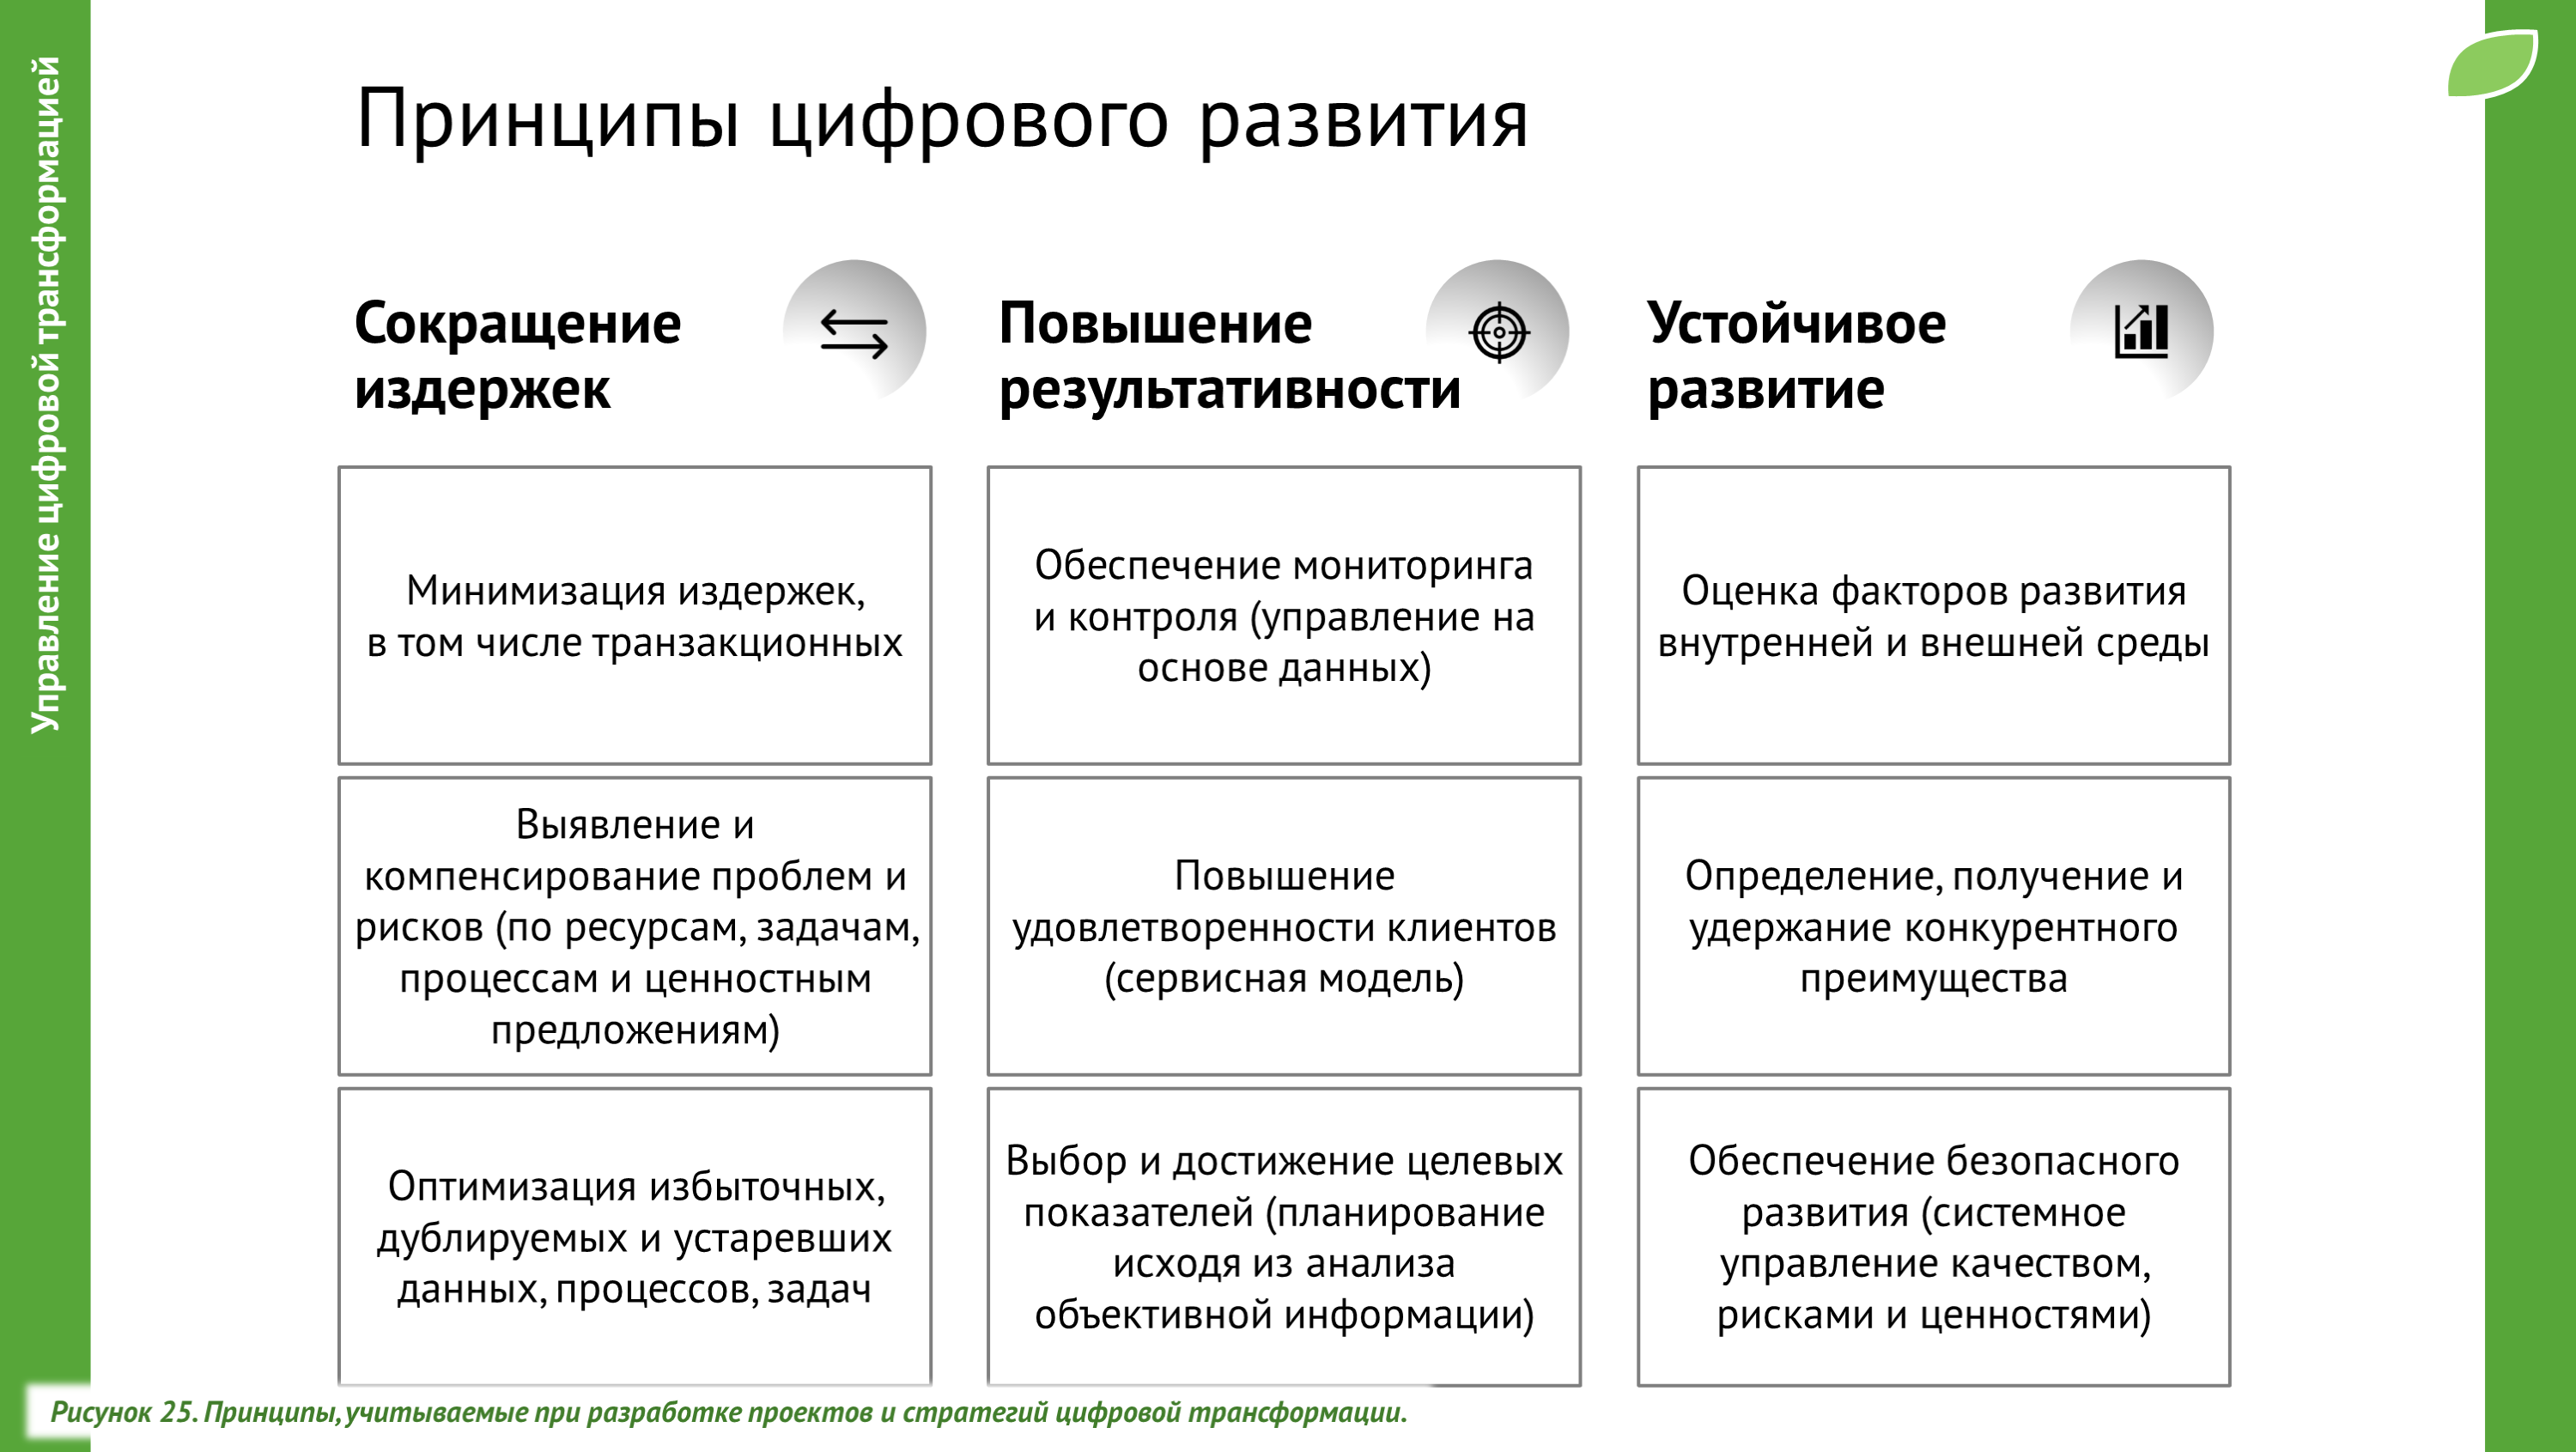 Управление цифровой трансформацией
Принципы цифрового развития
Сокращение
издержек
Минимизация издержек,
в том числе транзакционных
Выявление и
компенсирование проблем и
рисков (по ресурсам, задачам,
процессам и ценностным
предложениям)
Оптимизация избыточных,
дублируемых и устаревших
данных, процессов, задач
Повышение
результативности
Обеспечение мониторинга
и контроля (управление на
основе данных)
Повышение
удовлетворенности клиентов
(сервисная модель)
Выбор и достижение целевых
показателей (планирование
исходя из анализа
объективной информации)
Устойчивое
развитие
Оценка факторов развития
внутренней и внешней среды
Определение, получение и
удержание конкурентного
преимущества
Обеспечение безопасного
развития (системное
управление качеством,
рисками и ценностями)
Рисунок 25. Принципы, учитываемые при разработке проектов и стратегий цифровой трансформации.